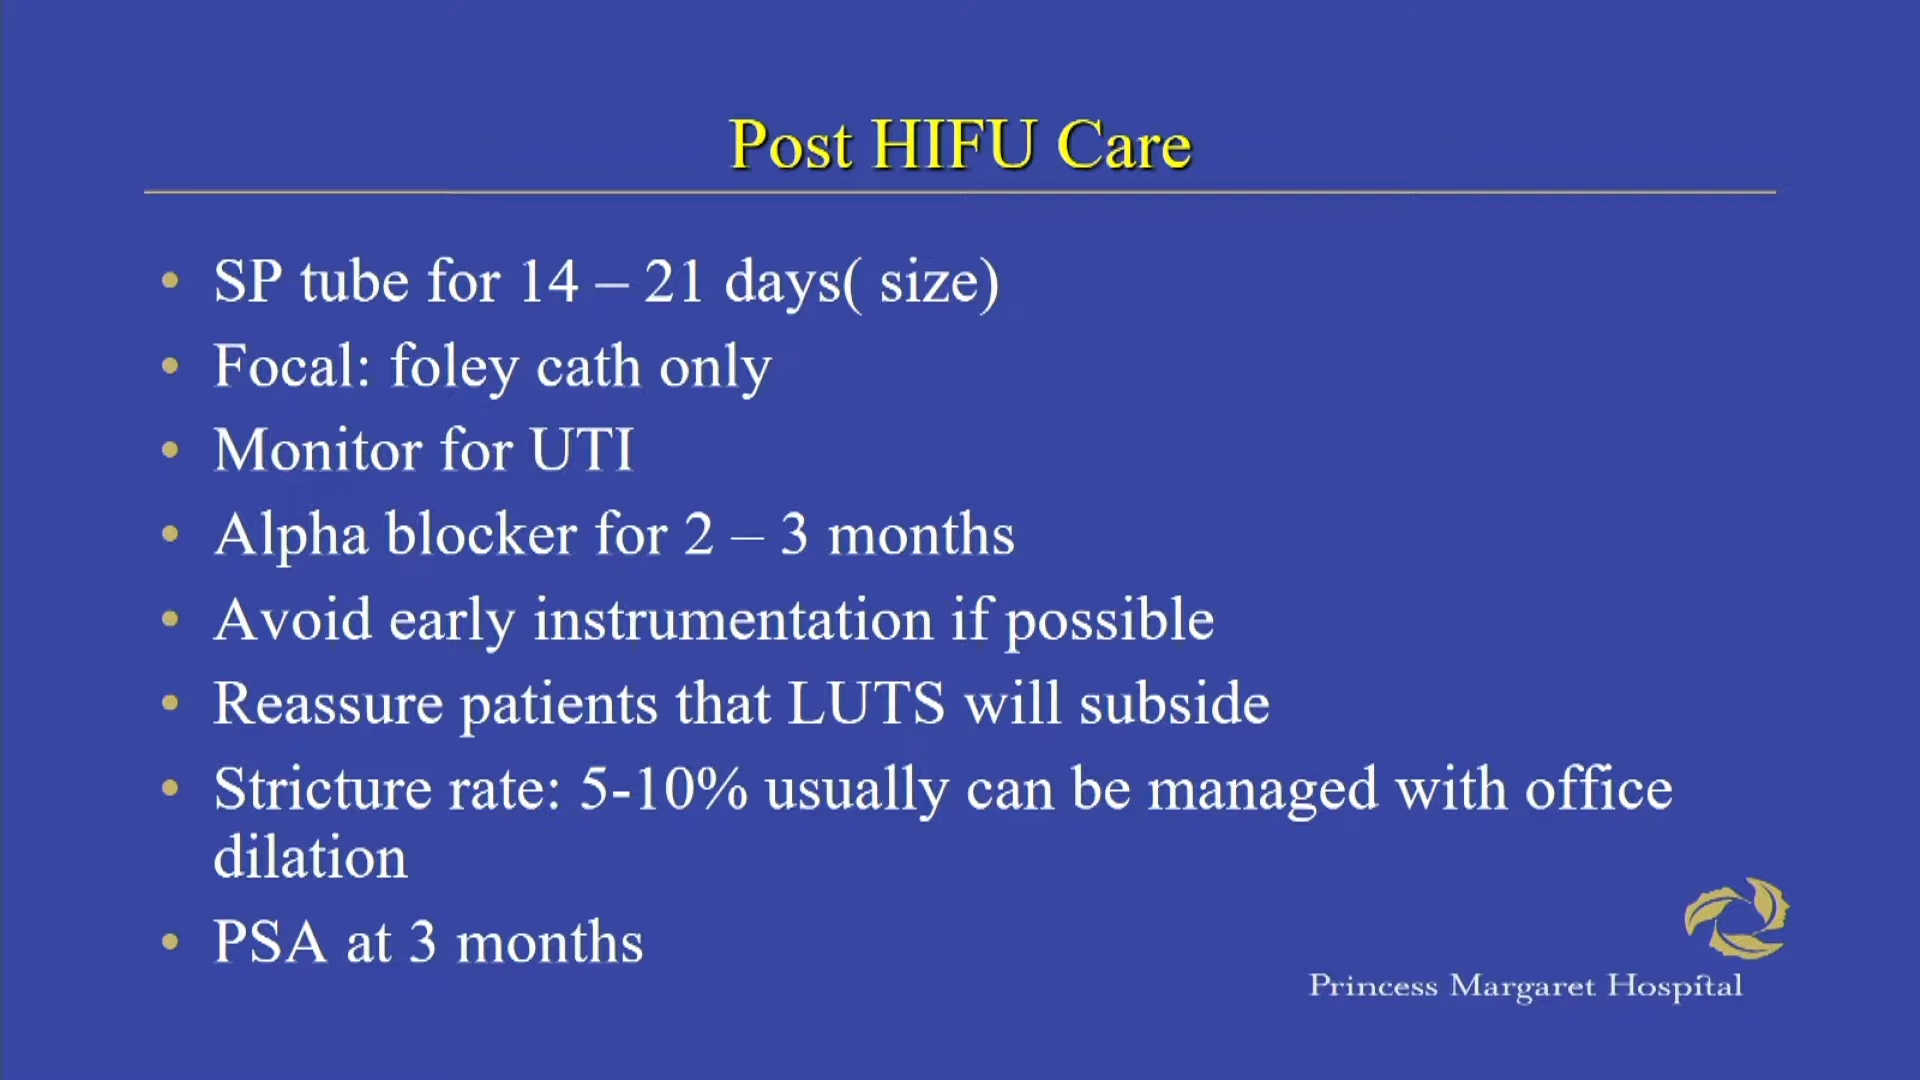 Post HIFU Care
• SP tube for 14 – 21 days( size)
• Focal: foley cath only
• Monitor for UTI
• Alpha blocker for 2 – 3 months
• Avoid early instrumentation if possible
• Reassure patients that LUTS will subside
• Stricture rate: 5-10% usually can be managed with office
dilation
• PSA at 3 months
Princess Margaret Hospital